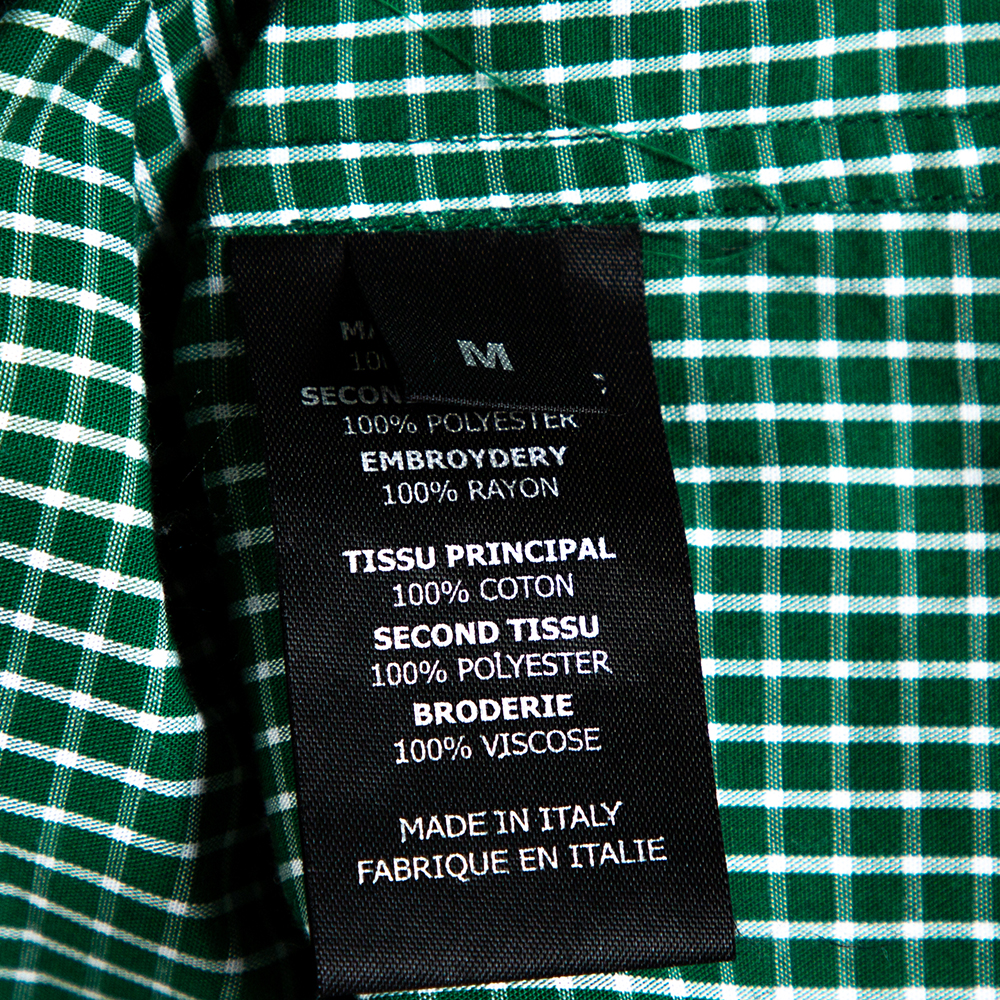 M
100% POLYESTER
EMBROYDERY
100% RAYON
TISSU PRINCIPAL
100% COTON
SECOND TISSU
100% POLYESTER
BRODERIE
100% VISCOSE
MADE IN ITALY
FABRIQUE EN ITALIE